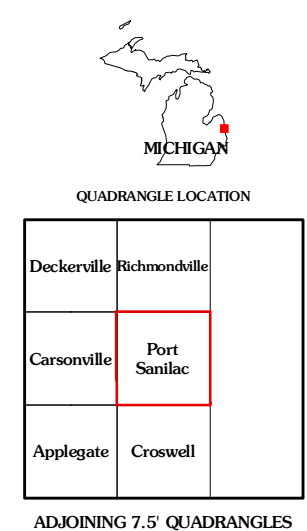 MICHIGAN
QUADRANGLE LOCATION
Deckerville Richmondville
Carsonville Port
Sanilac
Applegate Croswell
ADJOINING 7.5' QUADRANGLES